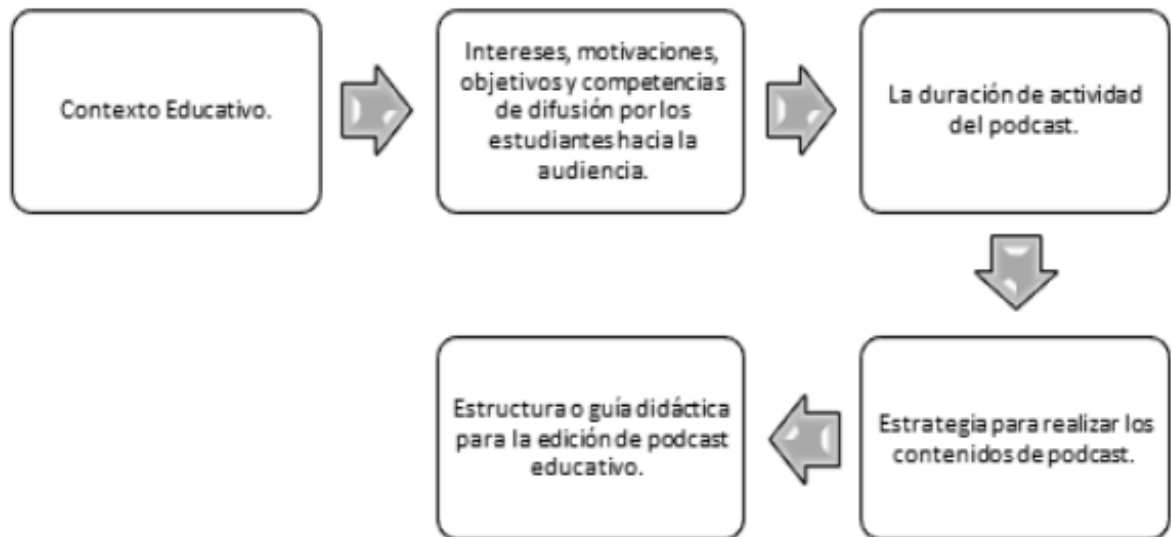 Contexto Educativo.
Intereses, motivaciones,
objetivos y competencias
de difusión por los
estudiantes hacia la
audiencia.
La duración de actividad
del podcast.
Estrategia para realizar los
contenidos de podcast.
Estructura o guía didáctica
para la edición de podcast
educativo.